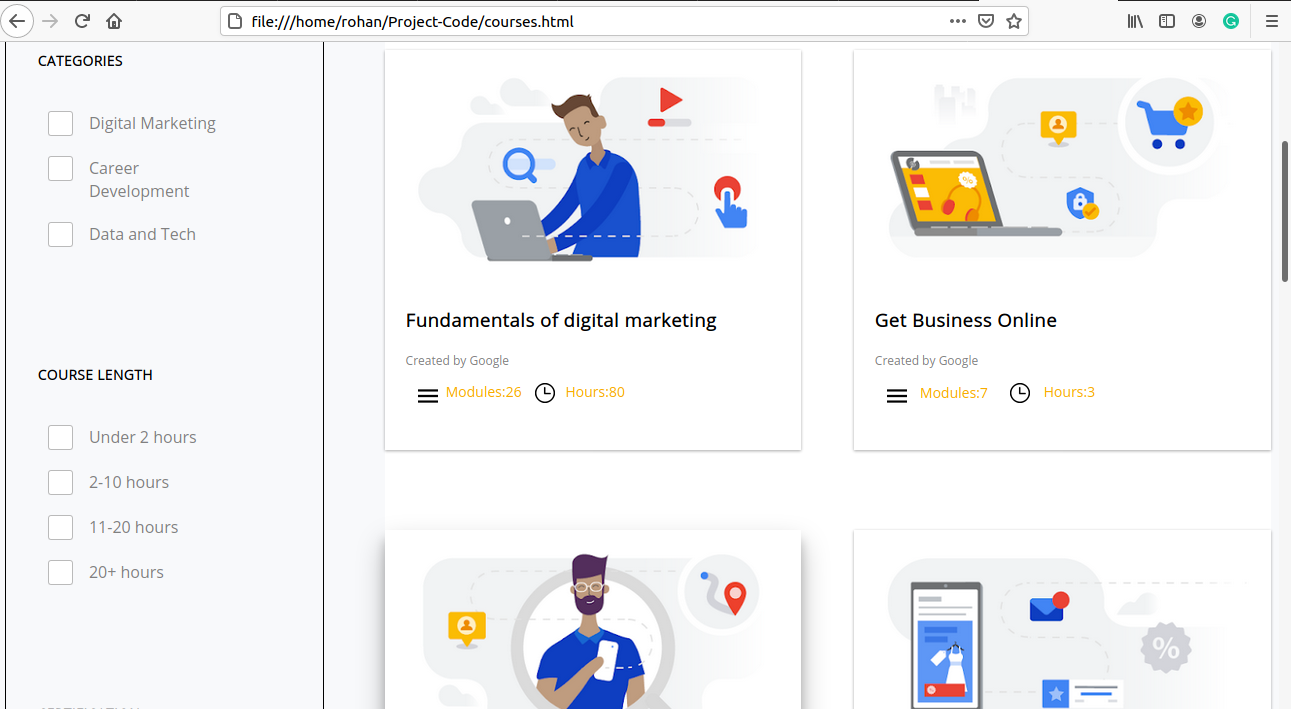 file:///home/rohan/Project-Code/courses.html
CATEGORIES
Digital Marketing
Career
Development
Data and Tech
COURSE LENGTH
Under 2 hours
2-10 hours
11-20 hours
20+ hours
Fundamentals of digital marketing
Created by Google
Modules:26 Hours:80
Get Business Online
Created by Google
Modules:7 Hours:3
%